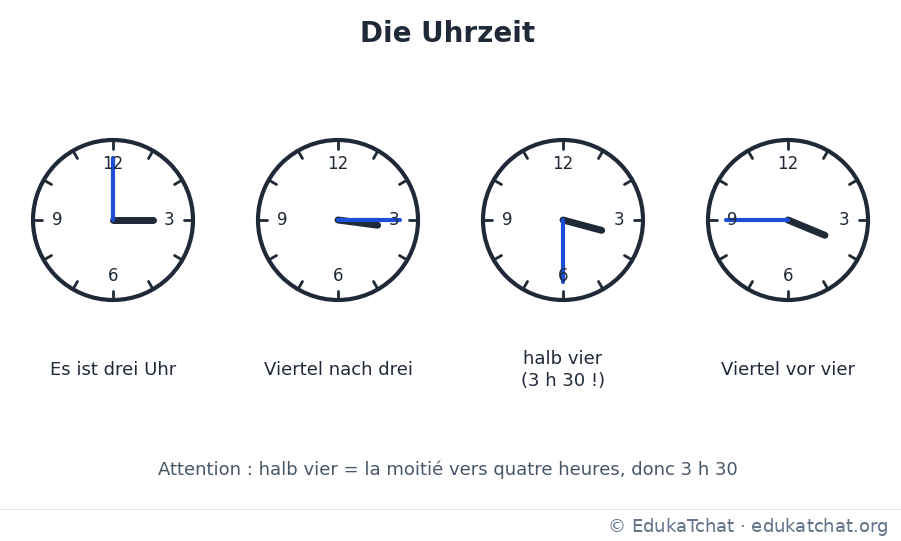 Die Uhrzeit
12
9
3
6
12
9
3
6
12
9
3
6
12
9
3
6
Es ist drei Uhr
Viertel nach drei
halb vier
(3 h 30 !)
Viertel vor vier
Attention : halb vier = la moitié vers quatre heures, donc 3 h 30
© EdukaTchat · edukatchat.org